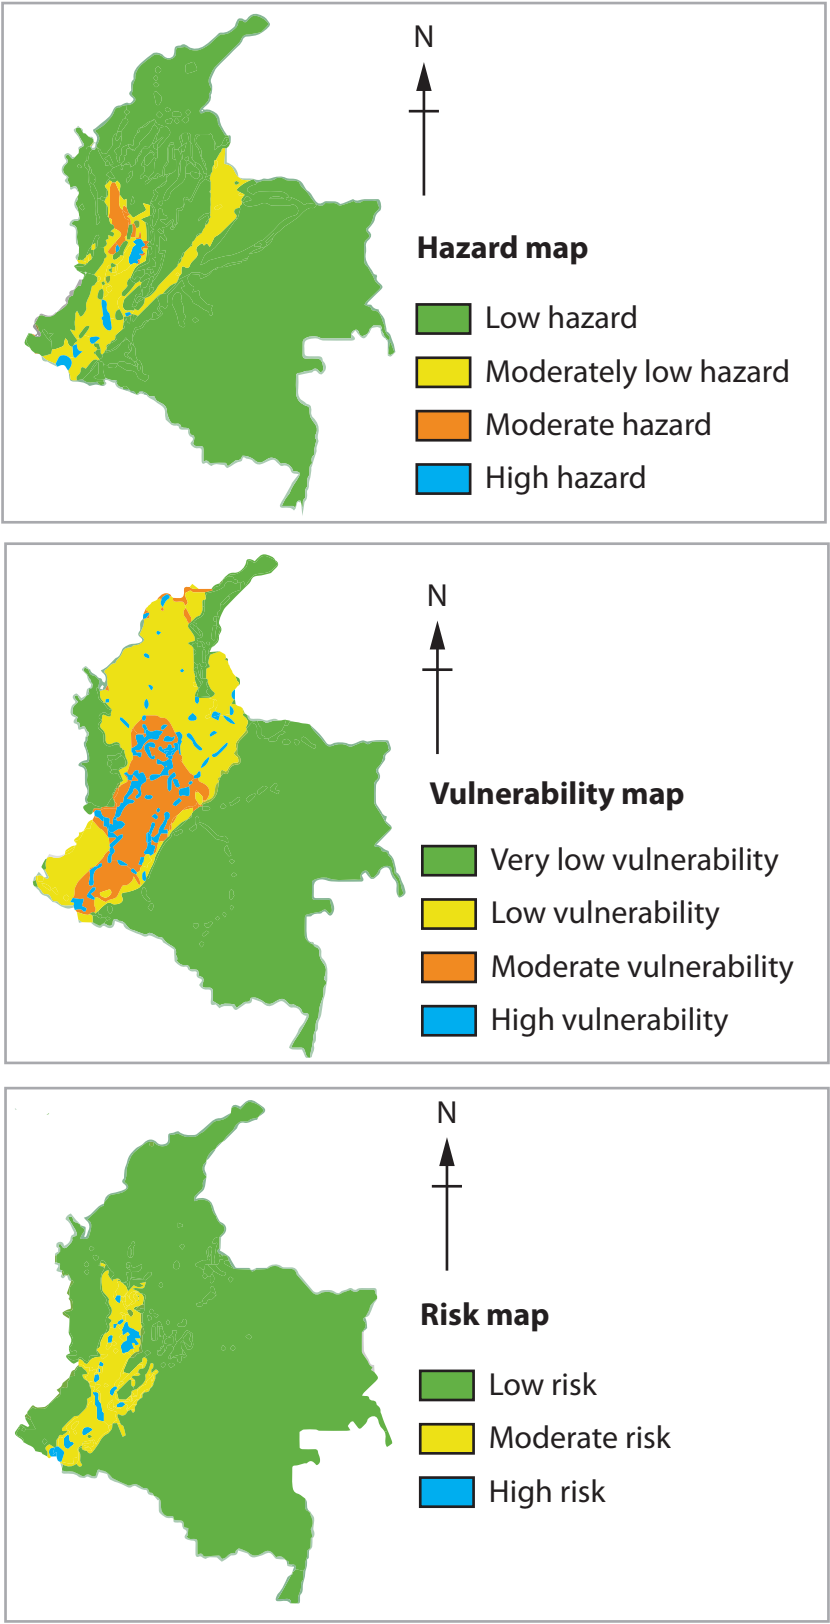 N
Hazard map
Low hazard
Moderately low hazard
Moderate hazard
High hazard
N
Vulnerability map
Very low vulnerability
Low vulnerability
Moderate vulnerability
High vulnerability
N
Risk map
Low risk
Moderate risk
High risk